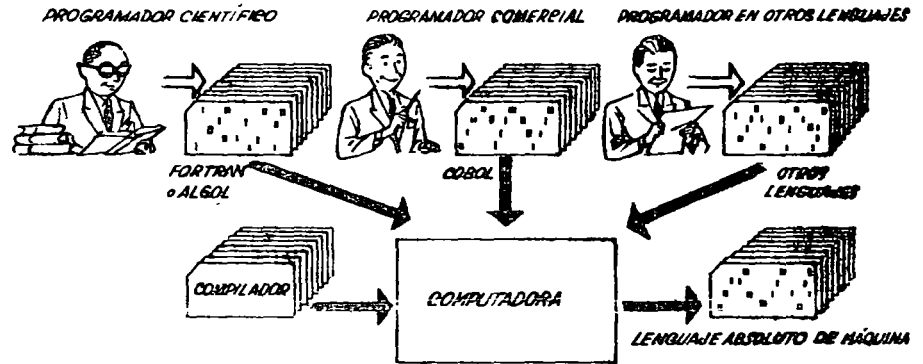 PROGRAMADOR CIENTÍFICO
PROGRAMADOR COMERCIAL
PROGRAMADOR EN OTROS LENGUAJES
FORTRAN
o ALGOL
COBOL
OTROS
LENGUAJES
COMPILADOR
COMPUTADORA
LENGUAJE ABSOLUTO DE MÁQUINA